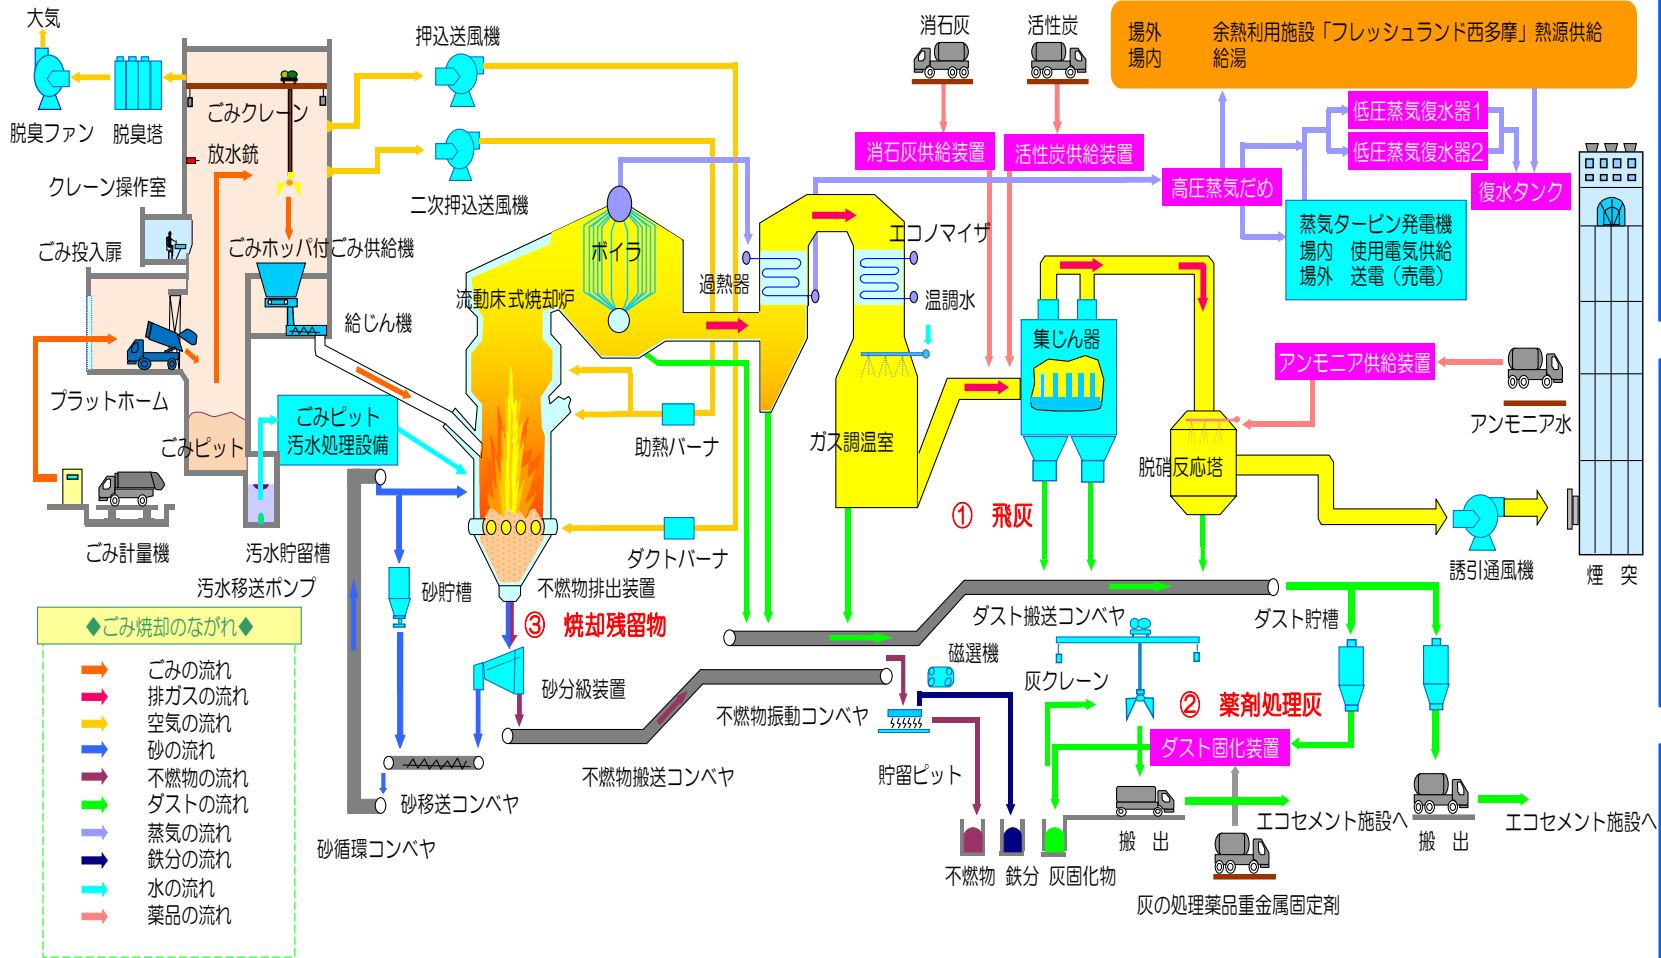 大気
押込送風機
消石灰
活性炭
場外 余熱利用施設「フレッシュランド西多摩」熱源供給
場内 給湯
脱臭ファン
脱臭塔
ごみクレーン
放水銃
クレーン操作室
二次押込送風機
消石灰供給装置
活性炭供給装置
低圧蒸気復水器1
低圧蒸気復水器2
高圧蒸気だめ
復水タンク
ごみ投入扉
ごみホッパ付ごみ供給機
ボイラ
過熱器
エコノマイザ
蒸気タービン発電機
場内 使用電気供給
場外 送電(売電)
流動床式焼却炉
温調水
給じん機
集じん器
アンモニア供給装置
プラットホーム
ごみピット
ごみピット
汚水処理設備
助熱バーナ
ガス調温室
脱硝反応塔
アンモニア水
① 飛灰
ごみ計量機
汚水貯留槽
汚水移送ポンプ
ダクトバーナ
誘引通風機
煙突
砂貯槽
不燃物排出装置
③ 焼却残留物
ダスト搬送コンベヤ
ダスト貯槽
◆ごみ焼却のながれ◆
ごみの流れ
排ガスの流れ
空気の流れ
砂の流れ
不燃物の流れ
ダストの流れ
蒸気の流れ
鉄分の流れ
水の流れ
薬品の流れ
砂分級装置
磁選機
灰クレーン
② 薬剤処理灰
不燃物振動コンベヤ
ダスト固化装置
不燃物搬送コンベヤ
貯留ピット
砂移送コンベヤ
砂循環コンベヤ
エコセメント施設へ
エコセメント施設へ
搬出
搬出
不燃物
鉄分
灰固化物
灰の処理薬品重金属固定剤